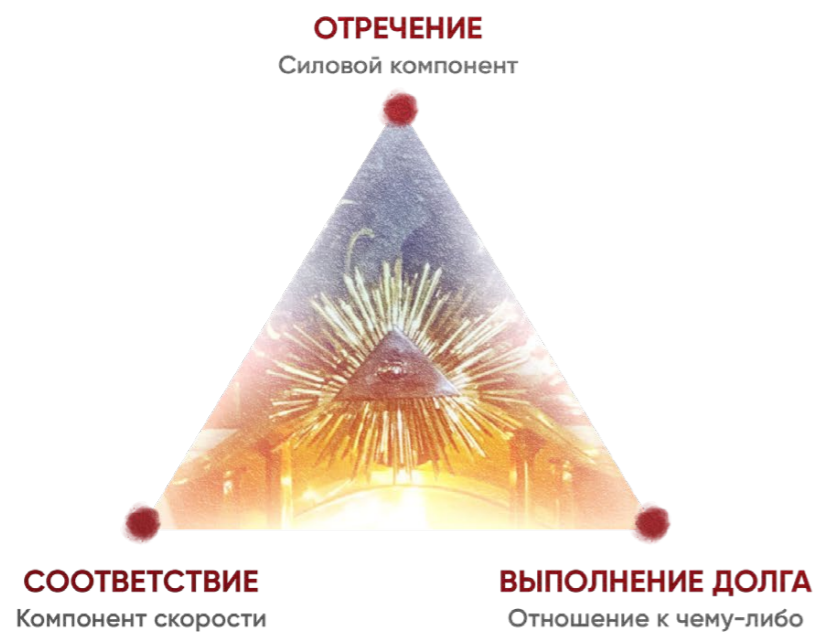 ОТРЕЧЕНИЕ
Силовой компонент
СООТВЕТСТВИЕ
Компонент скорости
ВЫПОЛНЕНИЕ ДОЛГА
Отношение к чему-либо